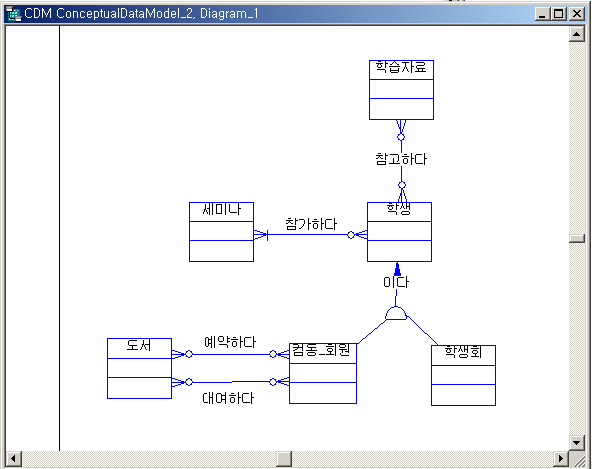 CDM ConceptualDataModel_2, Diagram_1
학습자료
참고하다
세미나
참가하다
학생
이다
도서
예약하다
컴동_회원
학생회
대여하다